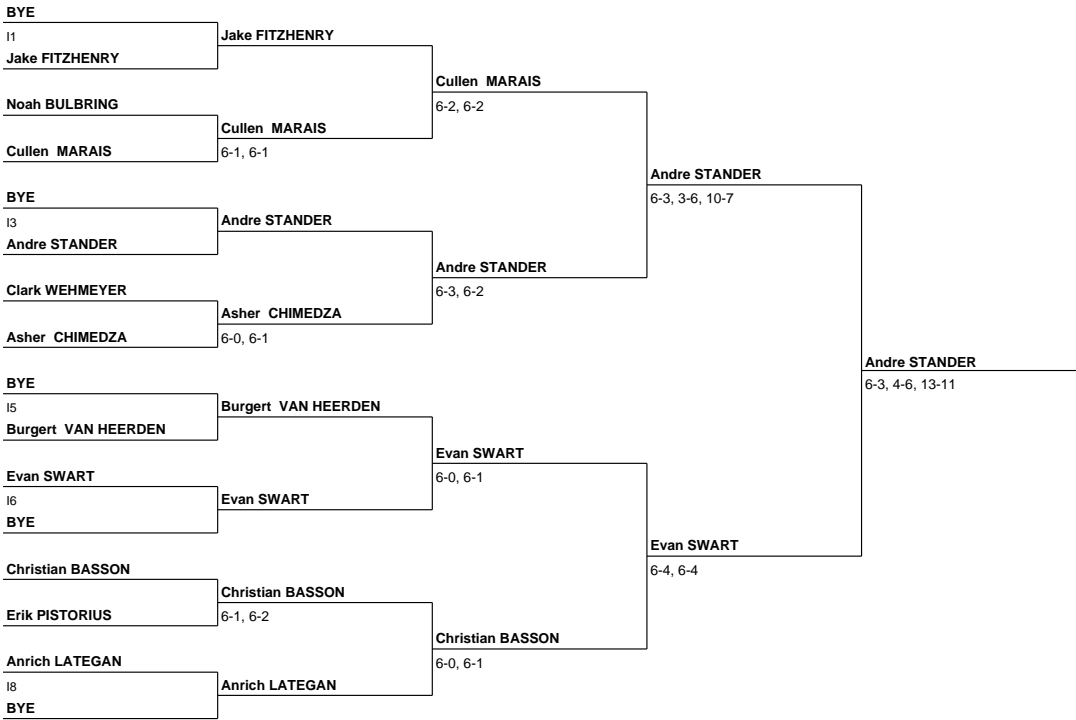 BYE
I1
Jake FITZHENRY
Noah BULBRING
Cullen  MARAIS
BYE
I3
Andre STANDER
Clark WEHMEYER
Asher  CHIMEDZA
BYE
I5
Burgert  VAN HEERDEN
Evan SWART
I6
BYE
Christian BASSON
Erik PISTORIUS
Anrich LATEGAN
I8
BYE
Jake FITZHENRY
Cullen  MARAIS
6-1, 6-1
Andre STANDER
Asher  CHIMEDZA
6-0, 6-1
Burgert  VAN HEERDEN
Evan SWART
Christian BASSON
6-1, 6-2
Anrich LATEGAN
Cullen  MARAIS
6-2, 6-2
Andre STANDER
6-3, 6-2
Evan SWART
6-0, 6-1
Christian BASSON
6-0, 6-1
Andre STANDER
6-3, 3-6, 10-7
Evan SWART
6-4, 6-4
Andre STANDER
6-3, 4-6, 13-11